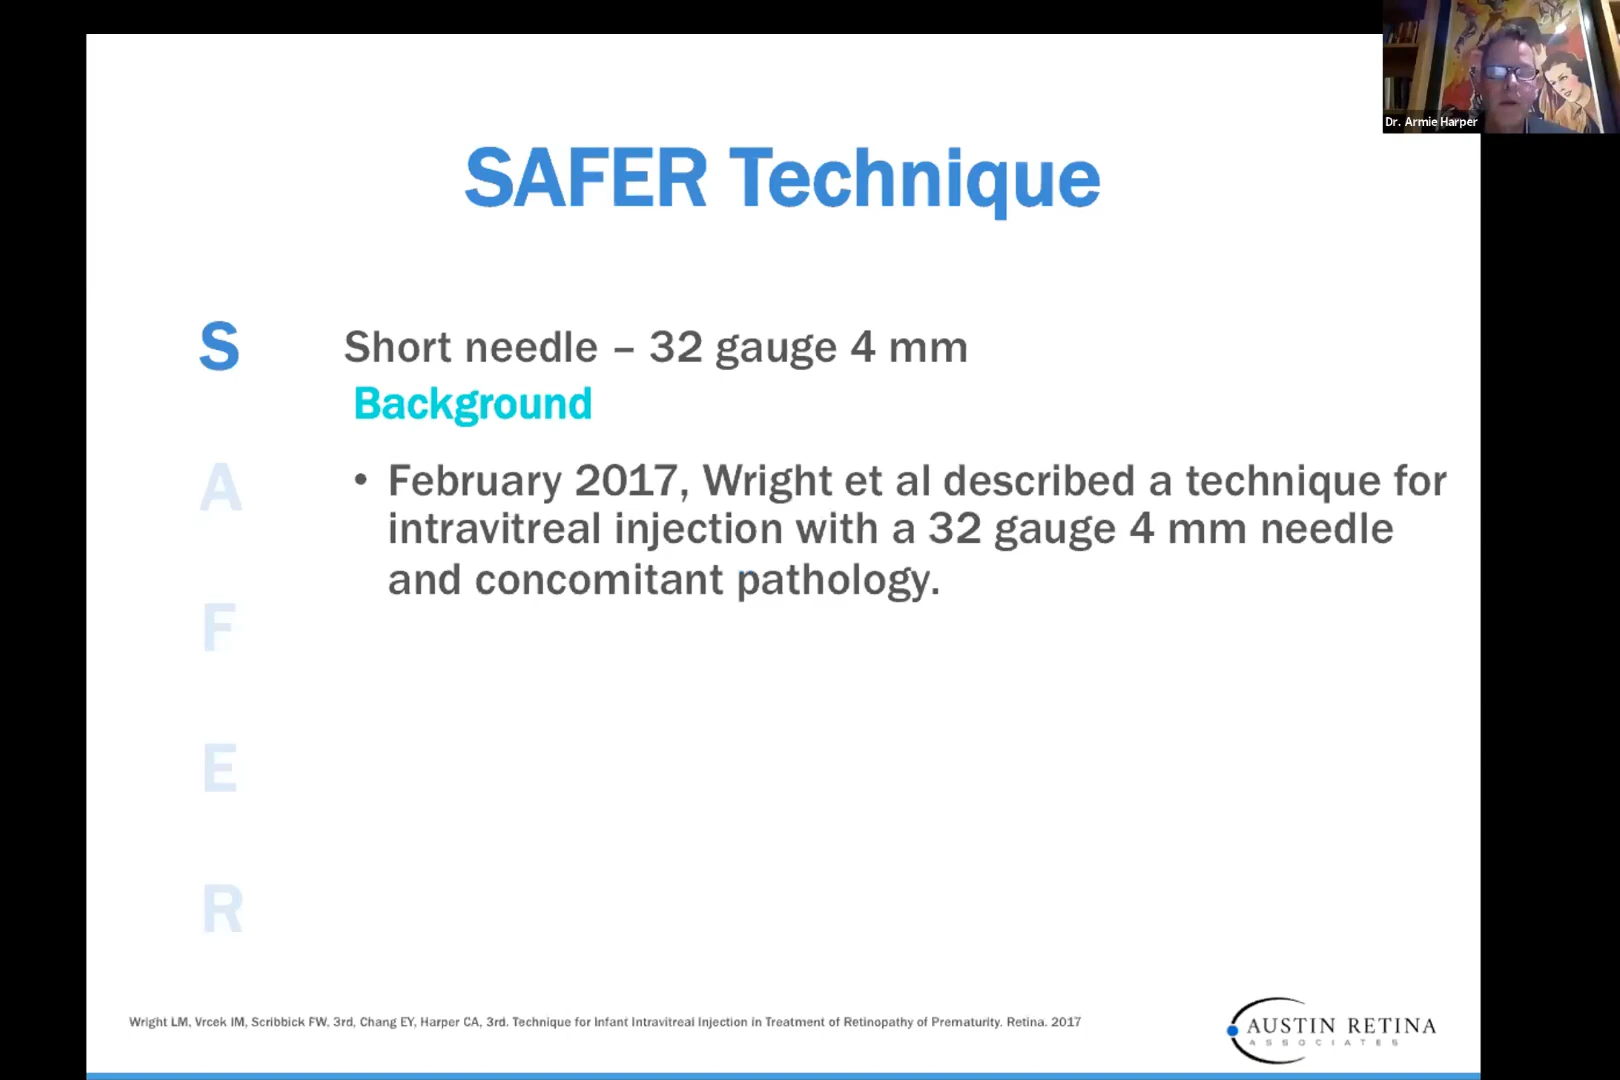 Dr. Armie Harper
SAFER Technique
S
Short needle – 32 gauge 4 mm
Background
A
• February 2017, Wright et al described a technique for
intravitreal injection with a 32 gauge 4 mm needle
and concomitant pathology.
F
E
R
Wright LM, Vrcek IM, Scribbick FW, 3rd, Chang EY, Harper CA, 3rd. Technique for Infant Intravitreal Injection in Treatment of Retinopathy of Prematurity. Retina. 2017
AUSTIN RETINA
ASSOCIATES